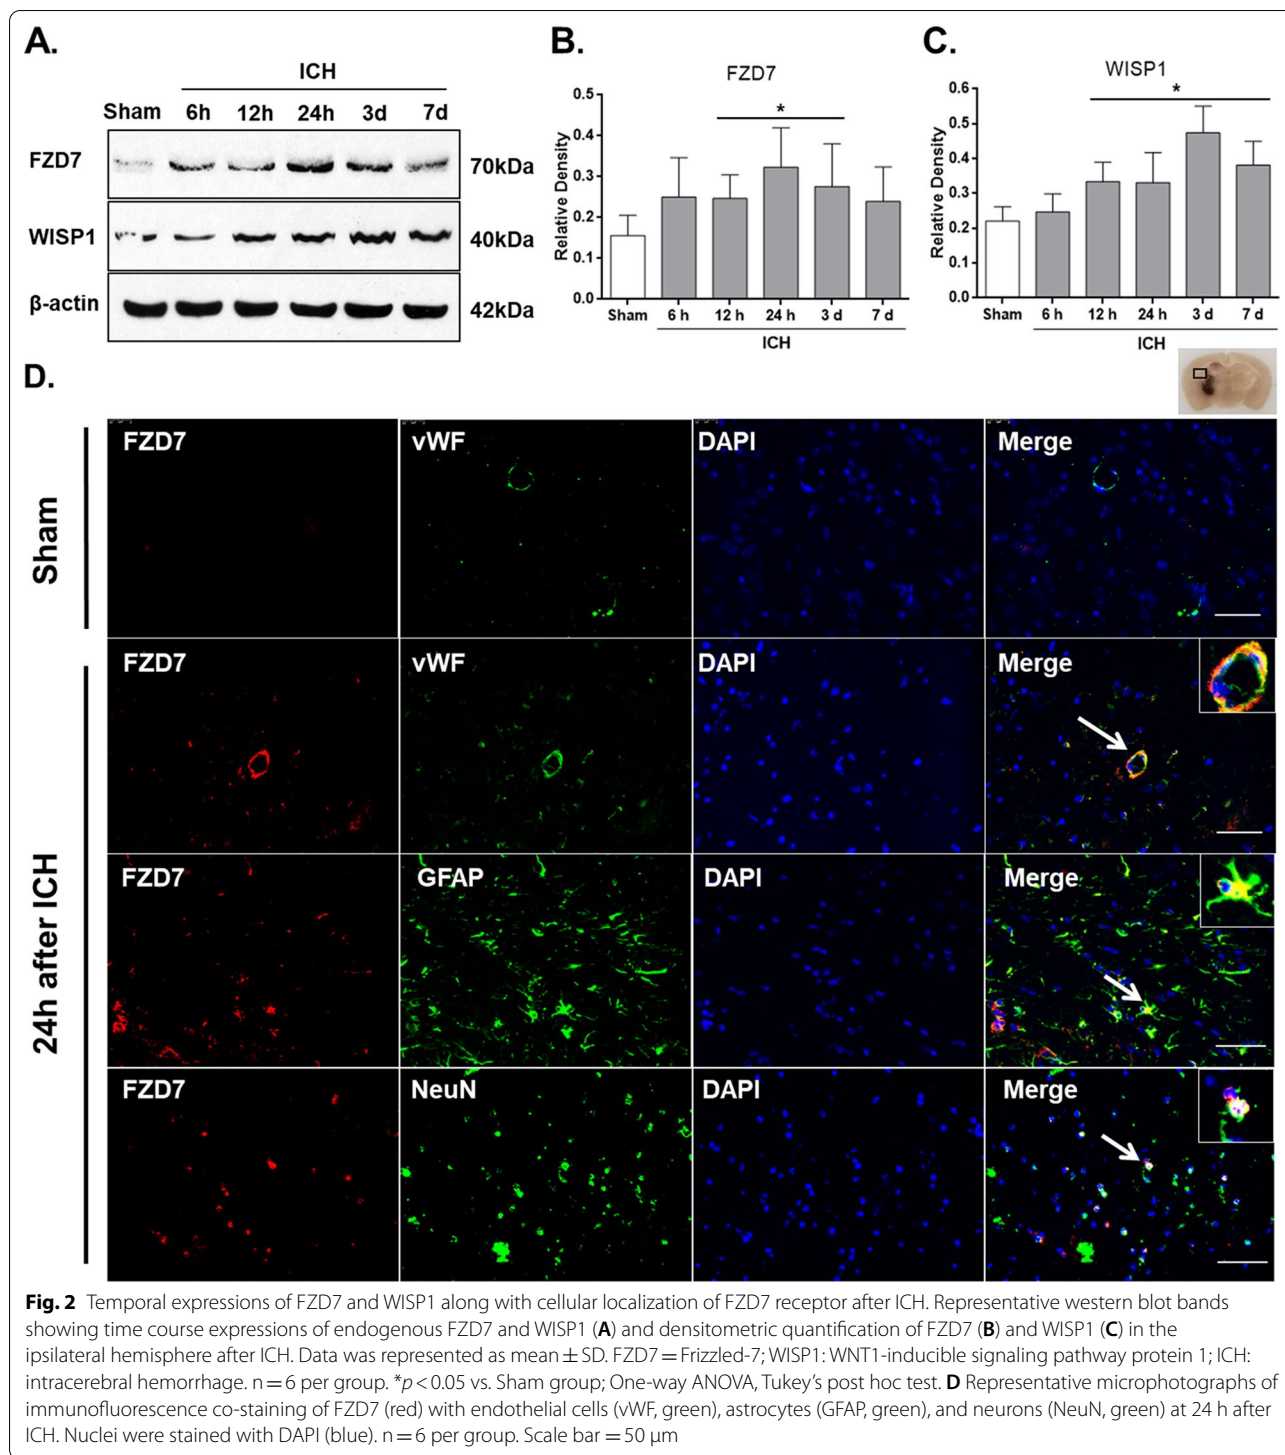 A.
ICH
Sham 6h 12h 24h 3d 7d
FZD7 70kDa
WISP1 40kDa
β-actin 42kDa
B.
FZD7
Relative Density
0.5
0.4
0.3
0.2
0.1
0.0
*
Sham 6 h 12 h 24 h 3 d 7 d
ICH
C.
WISP1
Relative Density
0.6
0.5
0.4
0.3
0.2
0.1
0.0
*
Sham 6 h 12 h 24 h 3 d 7 d
ICH
D.
Sham
FZD7 vWF DAPI Merge
24h after ICH
FZD7 vWF DAPI Merge
FZD7 GFAP DAPI Merge
FZD7 NeuN DAPI Merge
Fig. 2 Temporal expressions of FZD7 and WISP1 along with cellular localization of FZD7 receptor after ICH. Representative western blot bands
showing time course expressions of endogenous FZD7 and WISP1 (A) and densitometric quantification of FZD7 (B) and WISP1 (C) in the
ipsilateral hemisphere after ICH. Data was represented as mean ± SD. FZD7 = Frizzled-7; WISP1: WNT1-inducible signaling pathway protein 1; ICH:
intracerebral hemorrhage. n = 6 per group. *p < 0.05 vs. Sham group; One-way ANOVA, Tukey's post hoc test. D Representative microphotographs of
immunofluorescence co-staining of FZD7 (red) with endothelial cells (vWF, green), astrocytes (GFAP, green), and neurons (NeuN, green) at 24 h after
ICH. Nuclei were stained with DAPI (blue). n = 6 per group. Scale bar = 50 μm